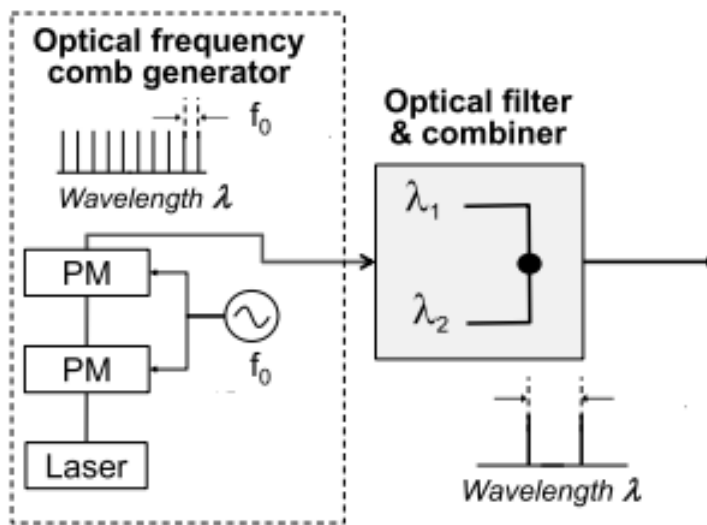 Optical frequency
comb generator
f₀
Wavelength λ
PM
PM
f₀
Laser
Optical filter
& combiner
λ₁
λ₂
Wavelength λ